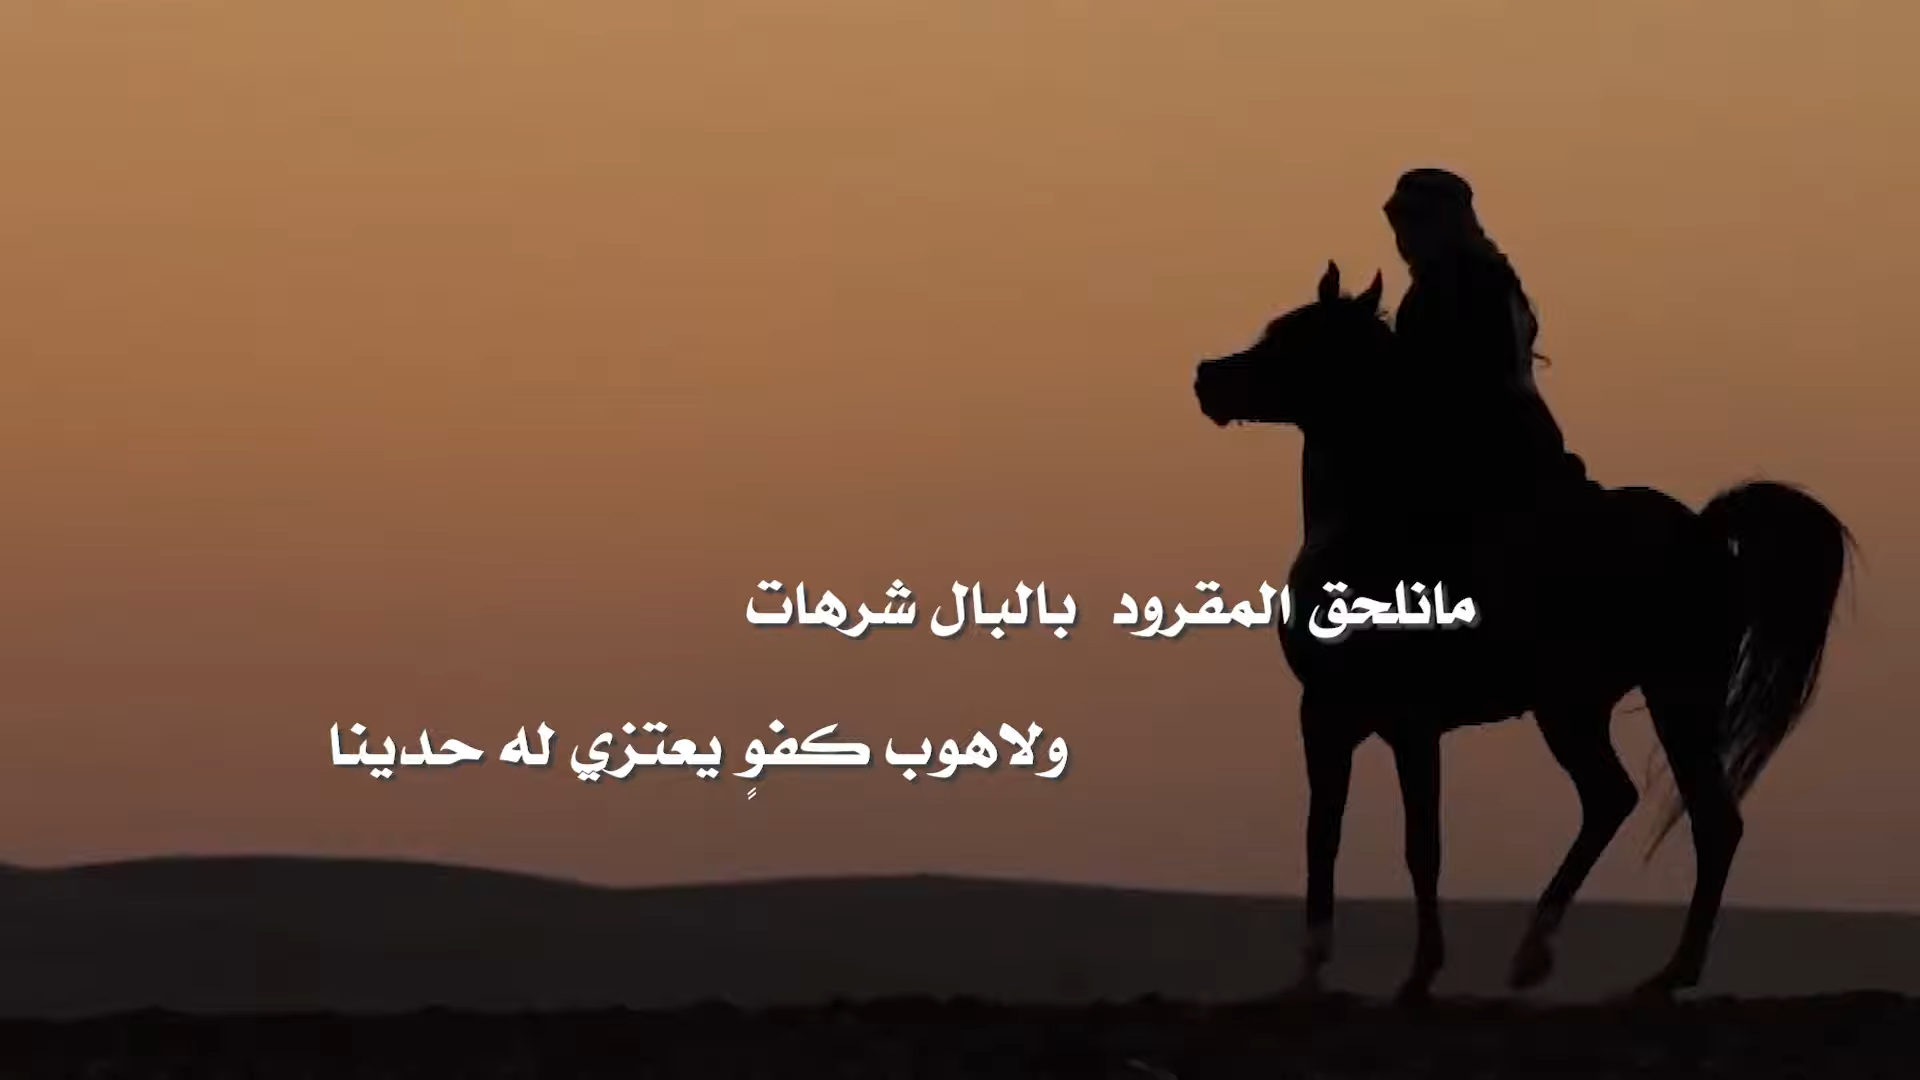 مانلحق المقرود بالبال شرهات
ولاهوب كفوٍ يعتزي له حدينا